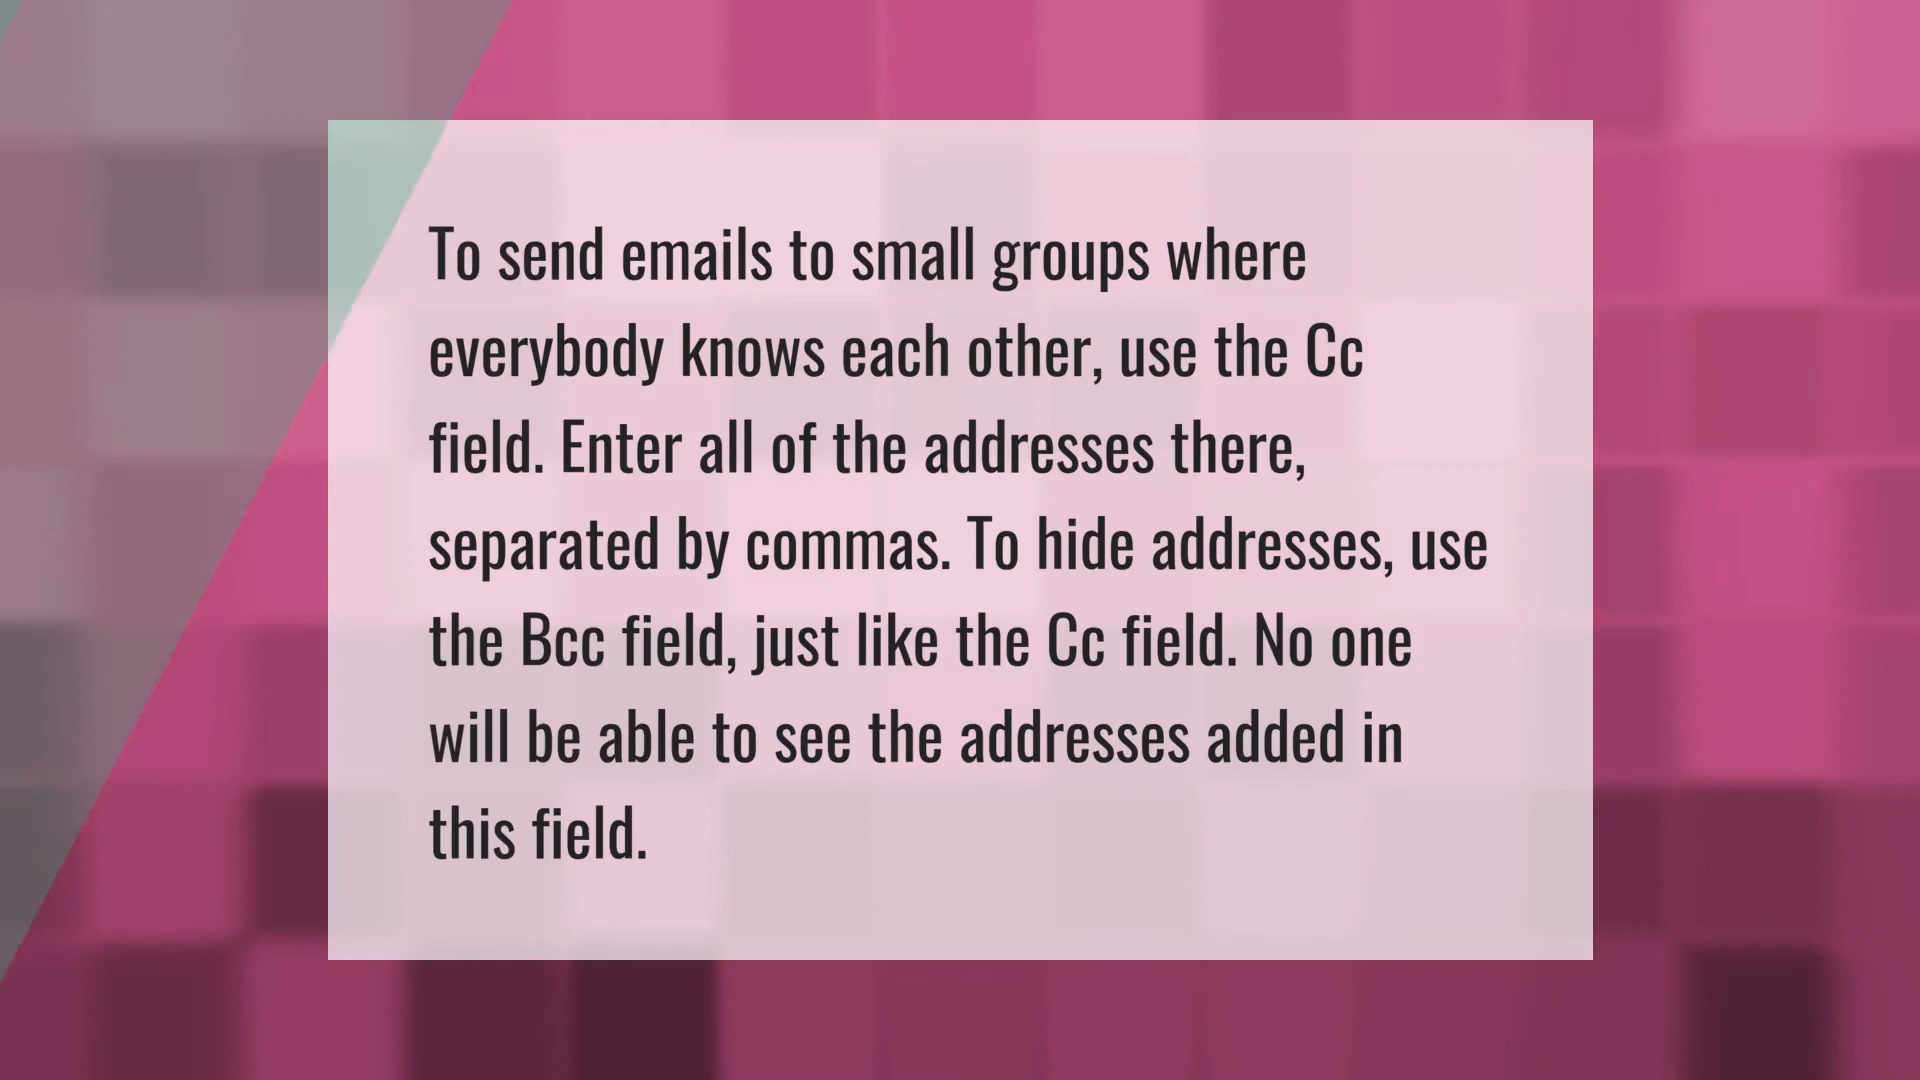 To send emails to small groups where
everybody knows each other, use the Cc
field. Enter all of the addresses there,
separated by commas. To hide addresses, use
the Bcc field, just like the Cc field. No one
will be able to see the addresses added in
this field.